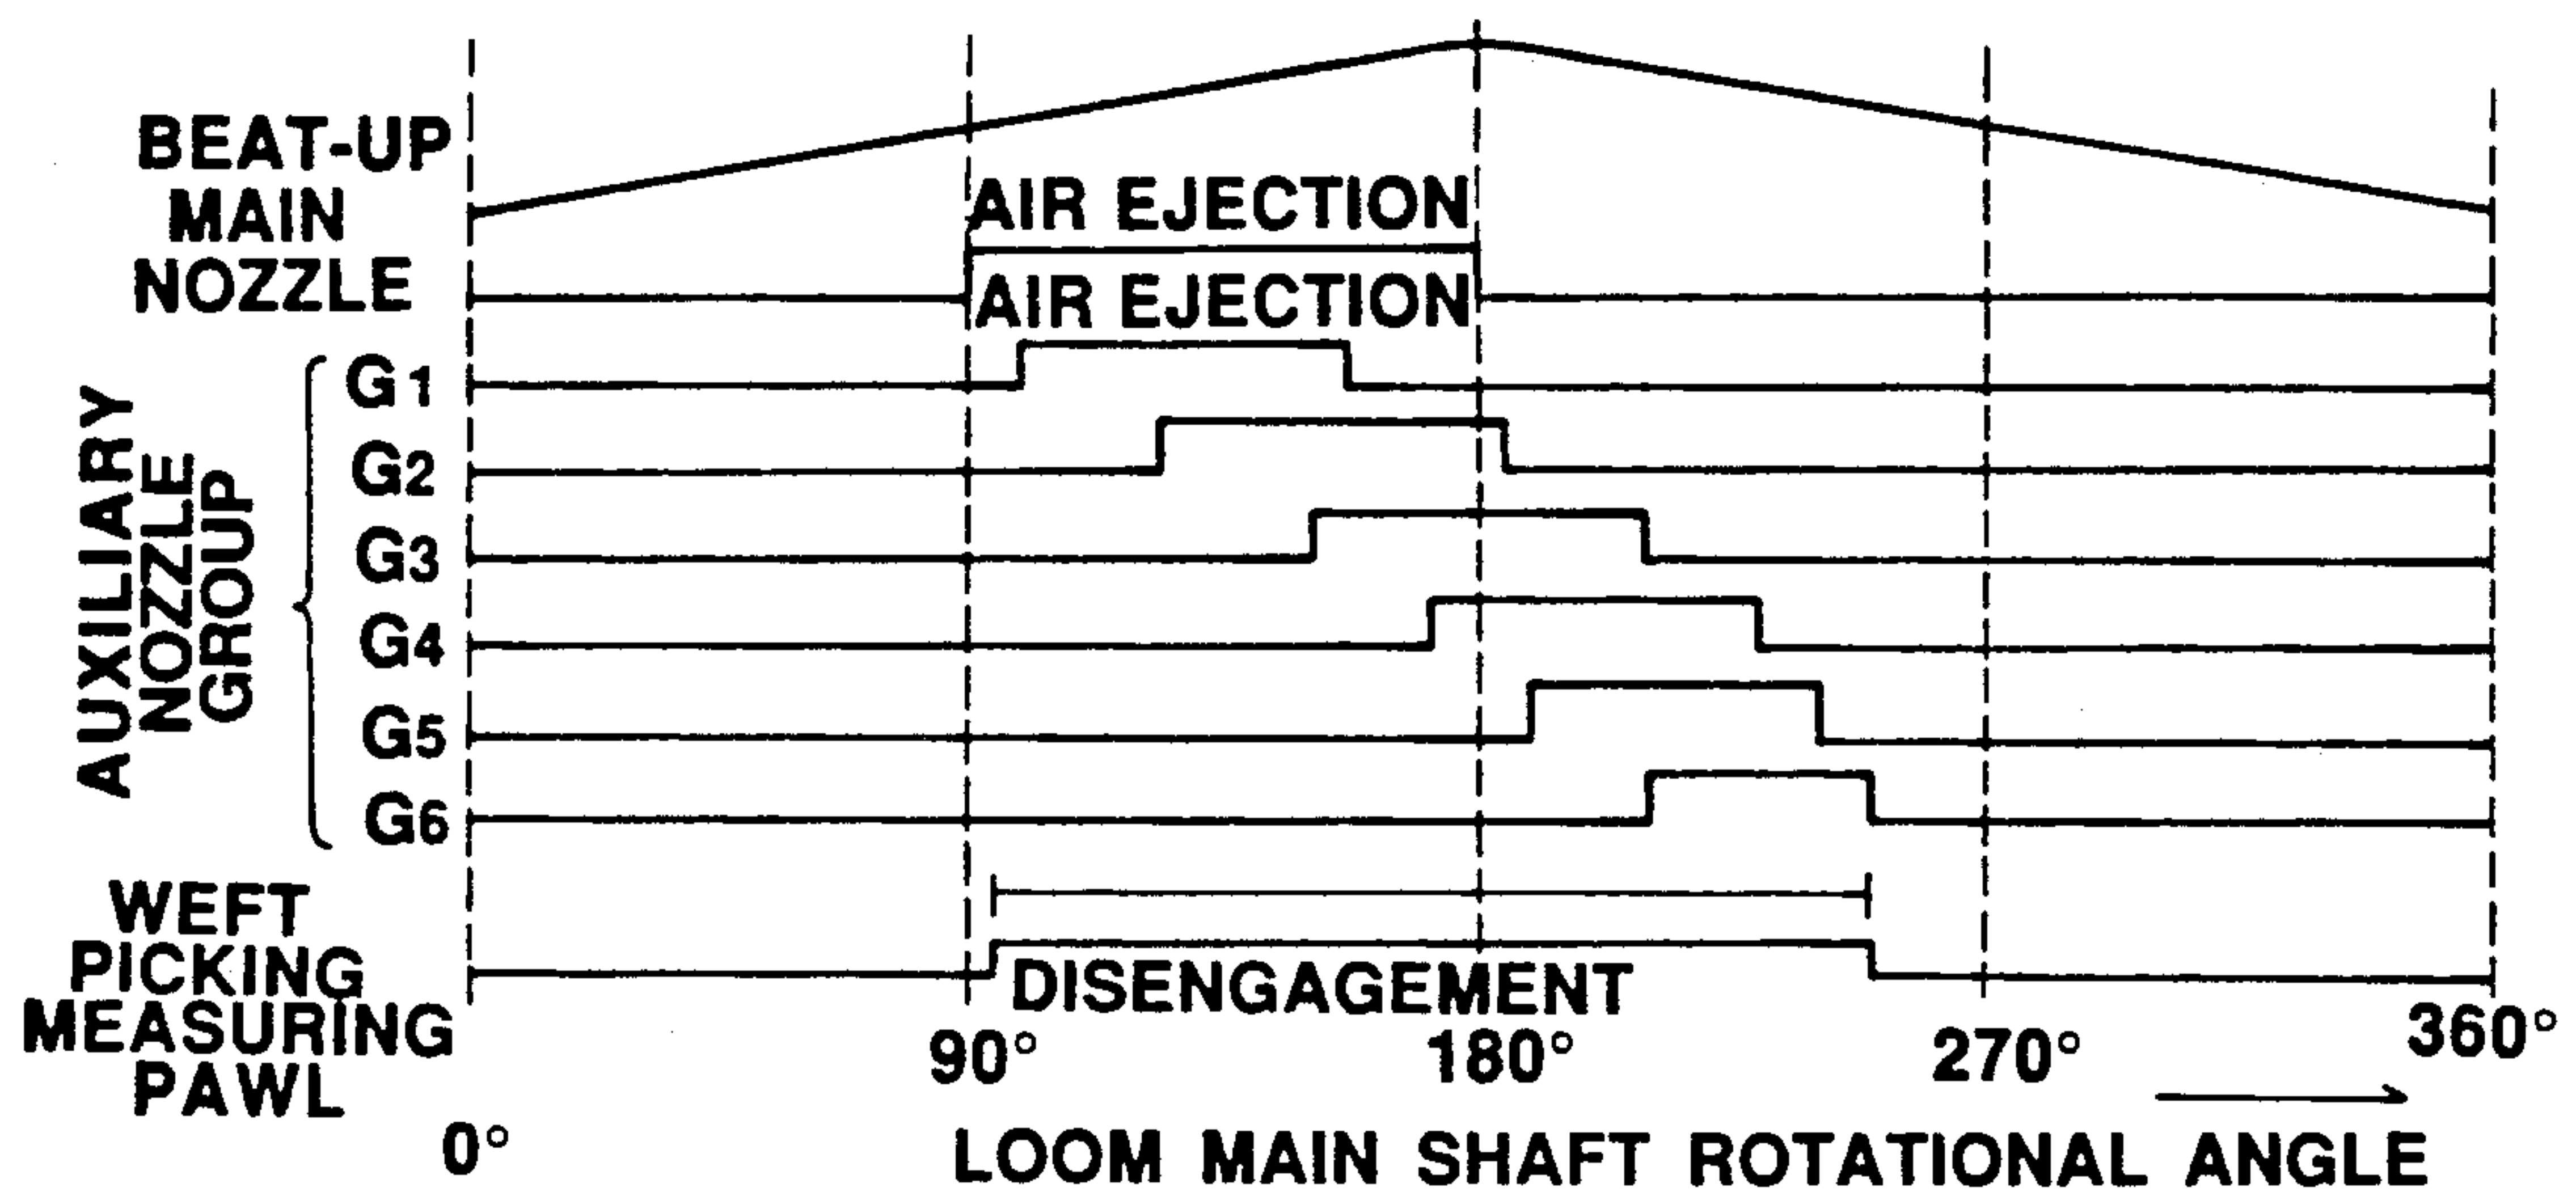 BEAT-UP
MAIN
NOZZLE
AIR EJECTION
AIR EJECTION
AUXILIARY
NOZZLE
GROUP
G1
G2
G3
G4
G5
G6
WEFT
PICKING
MEASURING
PAWL
DISENGAGEMENT
0°
90°
180°
270°
360°
LOOM MAIN SHAFT ROTATIONAL ANGLE